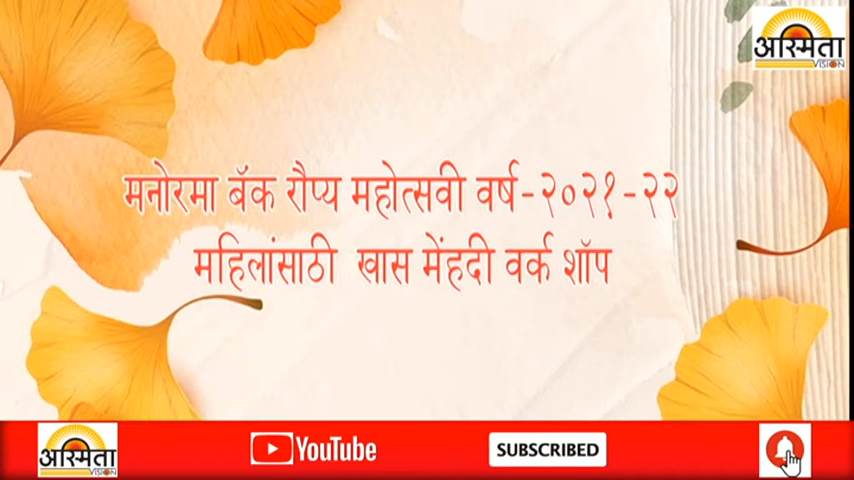 अस्मिता
VISION
मनोरमा बॅंक रौप्य महोत्सवी वर्ष-२०२१-२२
महिलांसाठी खास मेंहदी वर्क शॉप
अस्मिता
VISION
YouTube
SUBSCRIBED